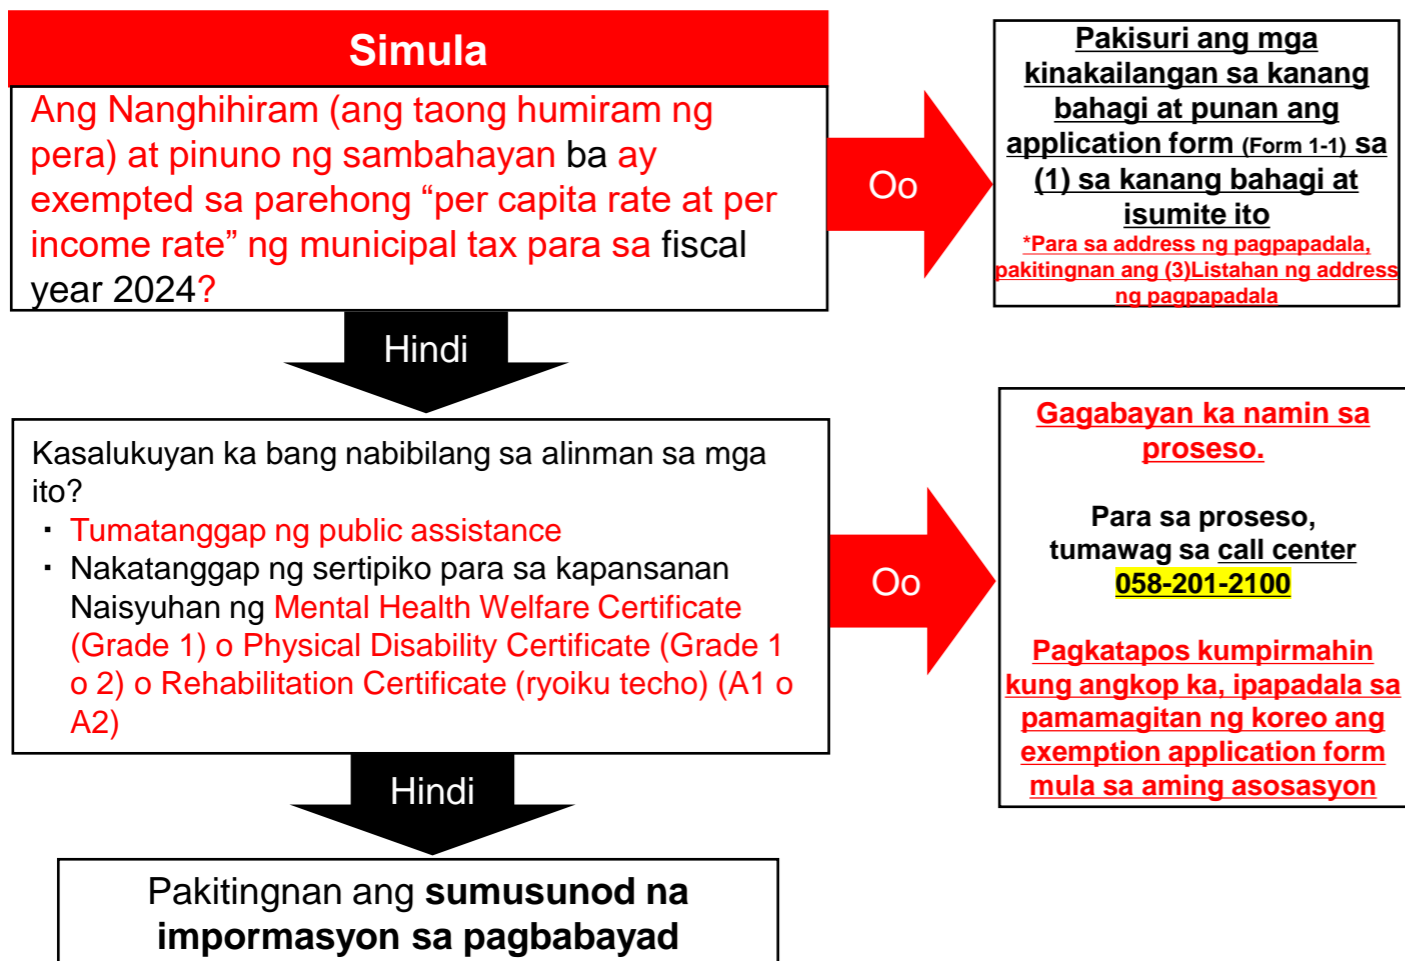 Simula
Ang Nanghihiram (ang taong humiram ng
pera) at pinuno ng sambahayan ba ay
exempted sa parehong “per capita rate at per
income rate” ng municipal tax para sa fiscal
year 2024?
Oo
Pakisuri ang mga
kinakailangan sa kanang
bahagi at punan ang
application form (Form 1-1) sa
(1) sa kanang bahagi at
isumite ito
*Para sa address ng pagpapadala,
pakitingnan ang (3)Listahan ng address
ng pagpapadala
Hindi
Kasalukuyan ka bang nabibilang sa alinman sa mga
ito?
・ Tumatanggap ng public assistance
・ Nakatanggap ng sertipiko para sa kapansanan
Naisyuhan ng Mental Health Welfare Certificate
(Grade 1) o Physical Disability Certificate (Grade 1
o 2) o Rehabilitation Certificate (ryoiku techo) (A1 o
A2)
Oo
Gagabayan ka namin sa
proseso.
Para sa proseso,
tumawag sa call center
058-201-2100
Pagkatapos kumpirmahin
kung angkop ka, ipapadala sa
pamamagitan ng koreo ang
exemption application form
mula sa aming asosasyon
Hindi
Pakitingnan ang sumusunod na
impormasyon sa pagbabayad